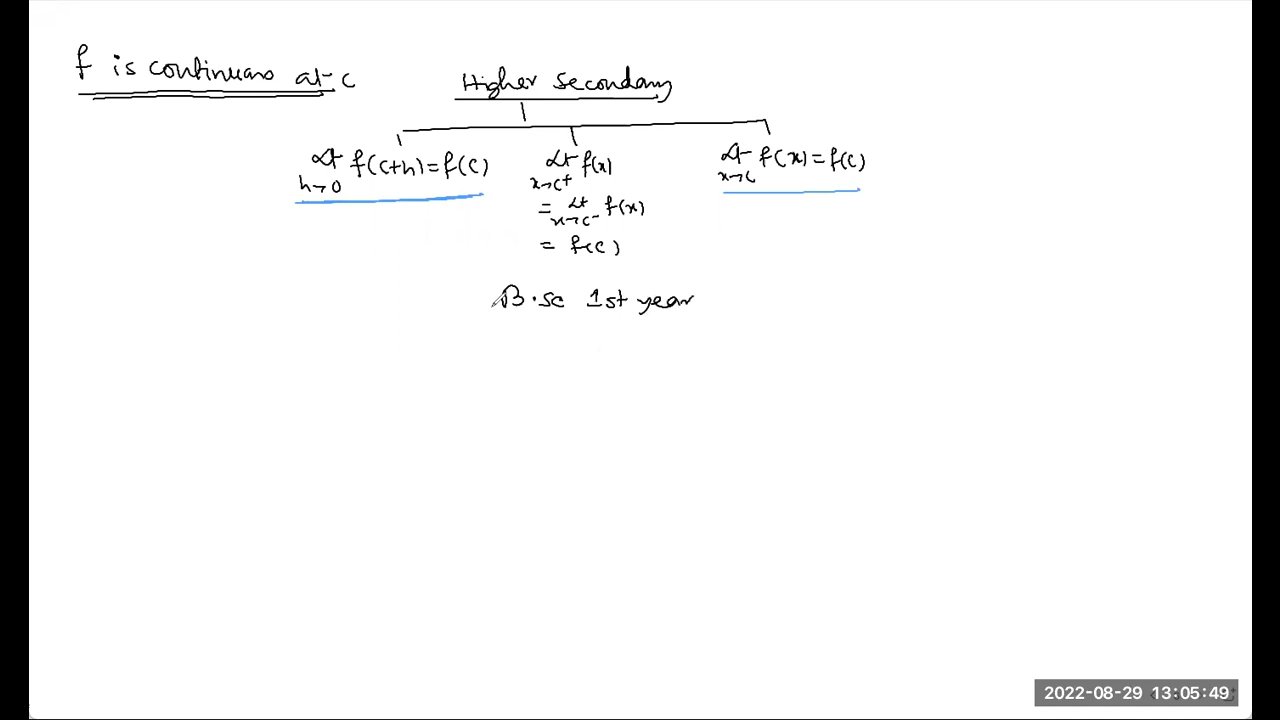 f is continuous at c
Higher secondary
Lt f(c+h)=f(c)
h→0
Lt f(x)
x→c+
= Lt f(x)
x→c-
= f(c)
Lt f(x)=f(c)
x→c
B.sc 1st year
2022-08-29 13:05:49